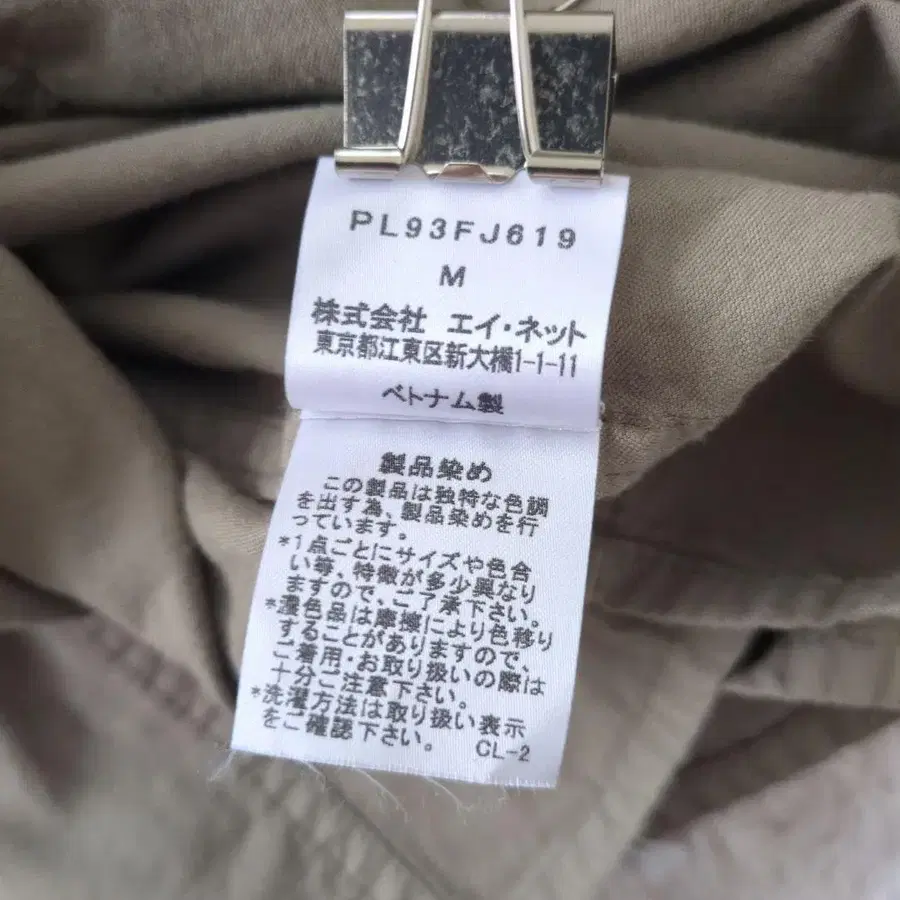 PL93FJ619
M
株式会社 エイ・ネット
東京都江東区新大橋1-1-11
ベトナム製
製品染め
この製品は独特な色調
を出す為、製品染めを行
っています。
*1点ごとにサイズや色合
い等、特徴が多少異なり
ますので、ご了承下さい。
*濃色品は摩擦により色移り
することがありますので、
ご着用・お取り扱いの際は
十分ご注意下さい。
*洗濯方法は取り扱い表示
をご確認下さい。 CL-2